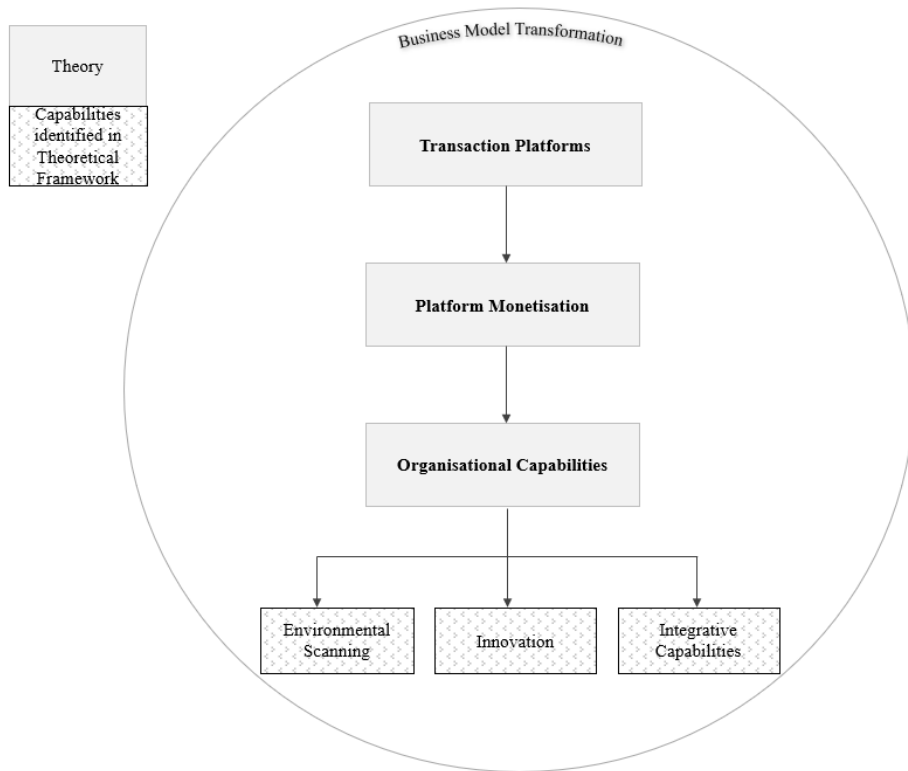 Business Model Transformation
Theory
Capabilities
identified in
Theoretical
Framework
Transaction Platforms
Platform Monetisation
Organisational Capabilities
Environmental
Scanning
Innovation
Integrative
Capabilities